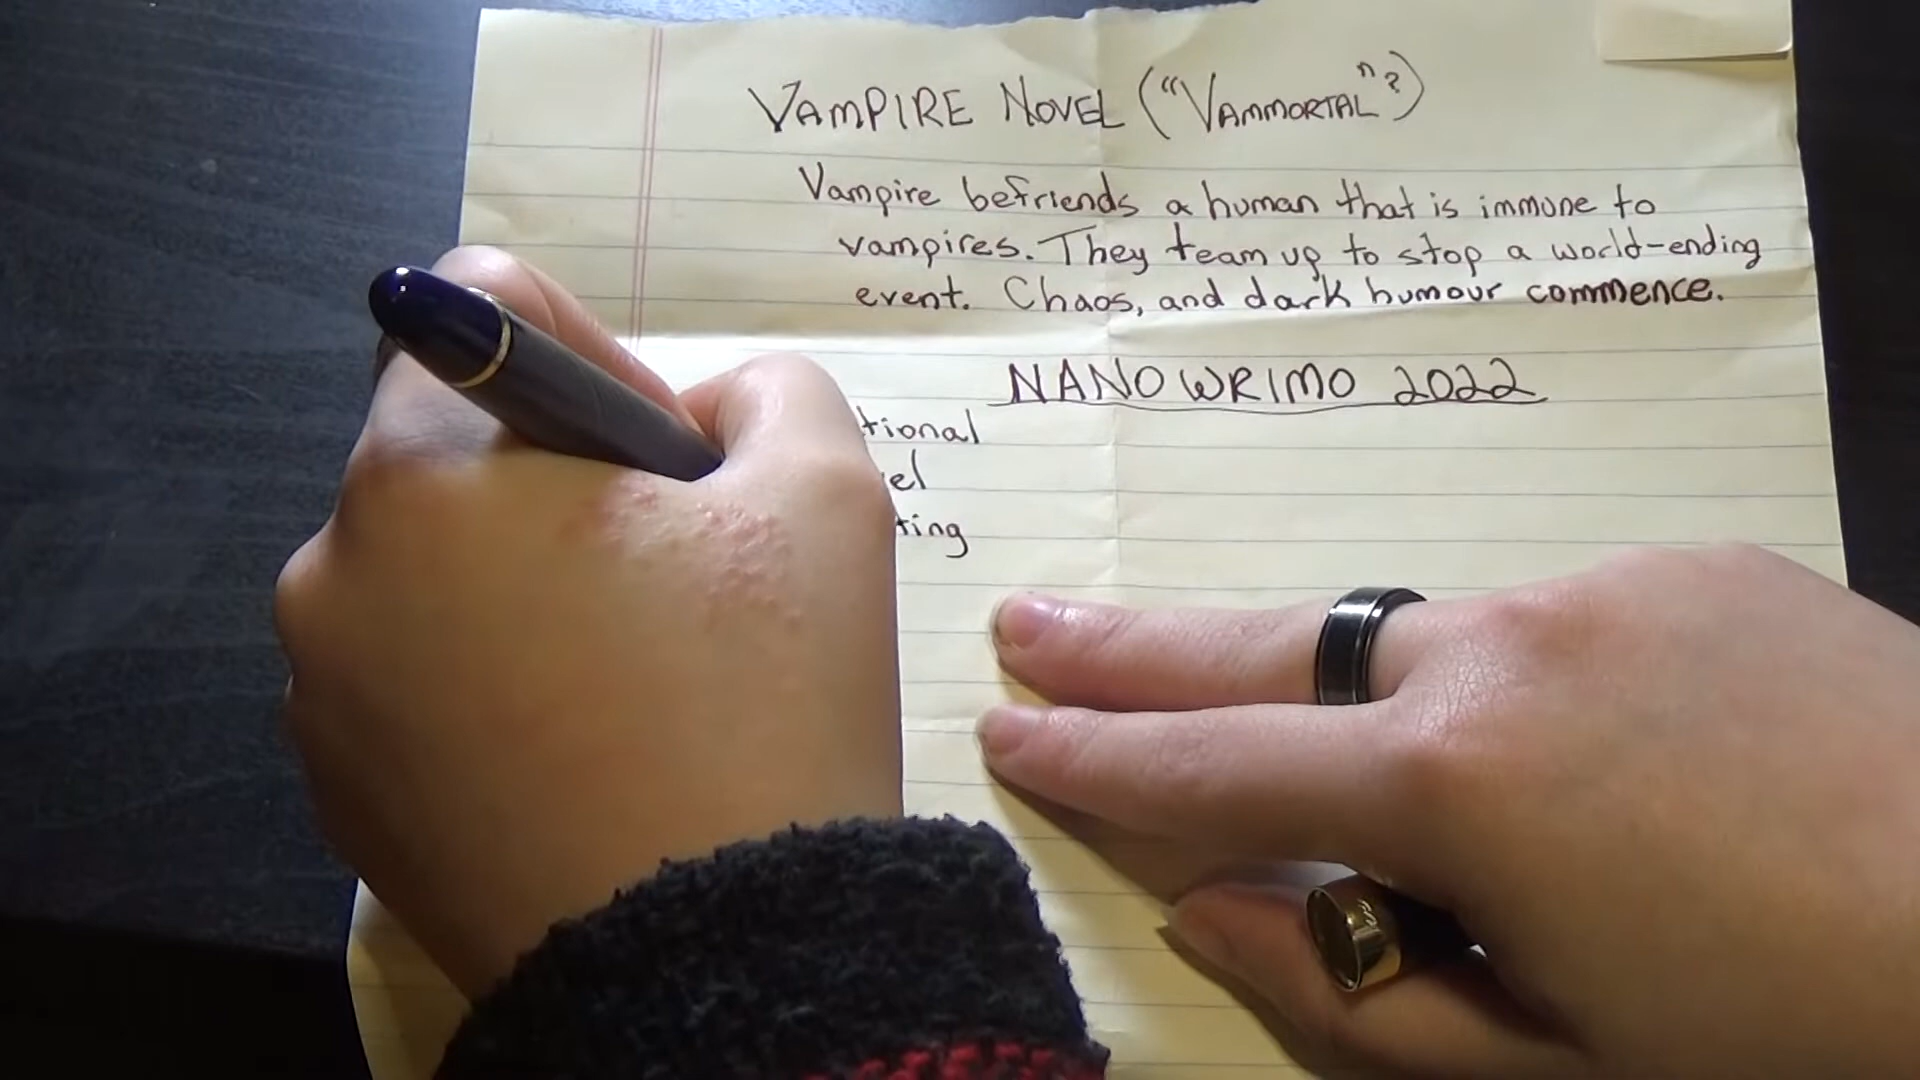 VAMPIRE NOVEL ("VAMMORTAL"?)
Vampire befriends a human that is immune to
vampires. They team up to stop a world-ending
event. Chaos, and dark humour commence.
NANOWRIMO 2022
tional
el
ting